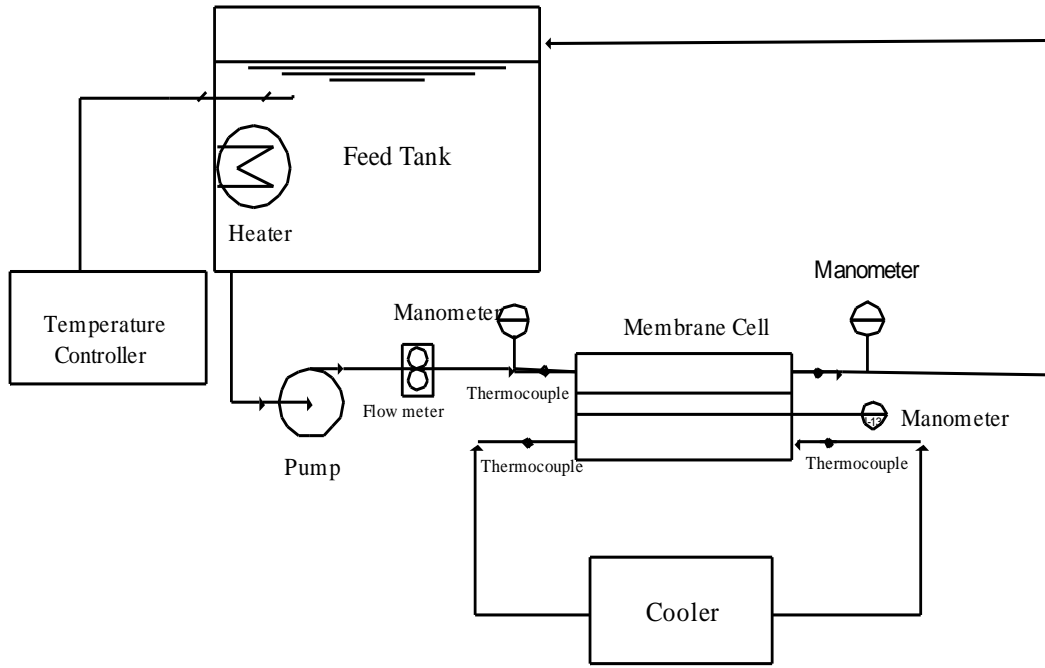 Feed Tank
Heater
Manometer
Temperature
Controller
Manometer
Membrane Cell
Thermocouple
Flow meter
Manometer
Pump
Thermocouple
Thermocouple
Cooler